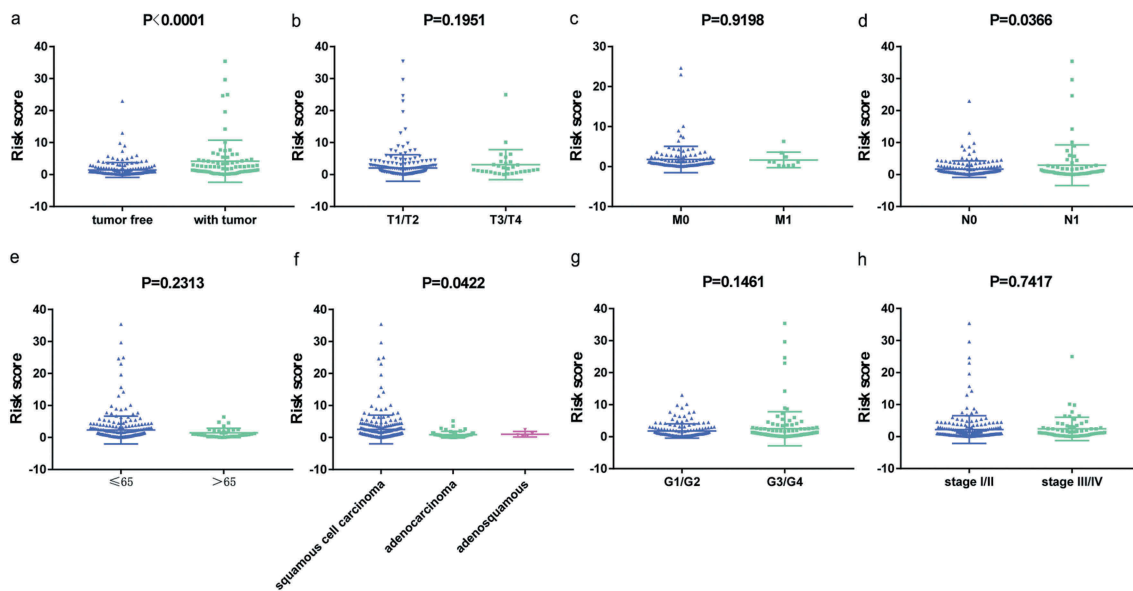 a
P<0.0001
Risk score
40
30
20
10
0
-10
tumor free
with tumor
b
P=0.1951
Risk score
40
30
20
10
0
-10
T1/T2
T3/T4
c
P=0.9198
Risk score
30
20
10
0
-10
M0
M1
d
P=0.0366
Risk score
40
30
20
10
0
-10
N0
N1
e
P=0.2313
Risk score
40
30
20
10
0
-10
≤65
>65
f
P=0.0422
Risk score
40
30
20
10
0
-10
squamous cell carcinoma
adenocarcinoma
adenosquamous
g
P=0.1461
Risk score
40
30
20
10
0
-10
G1/G2
G3/G4
h
P=0.7417
Risk score
40
30
20
10
0
-10
stage I/II
stage III/IV